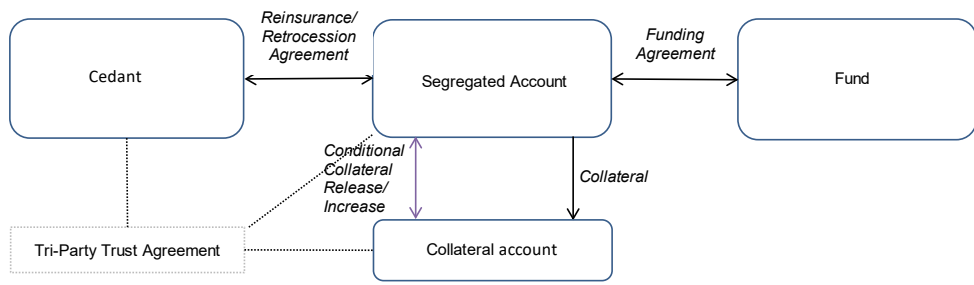 Reinsurance/
Retrocession
Agreement
Funding
Agreement
Cedant
Segregated Account
Fund
Conditional
Collateral
Release/
Increase
Collateral
Tri-Party Trust Agreement
Collateral account